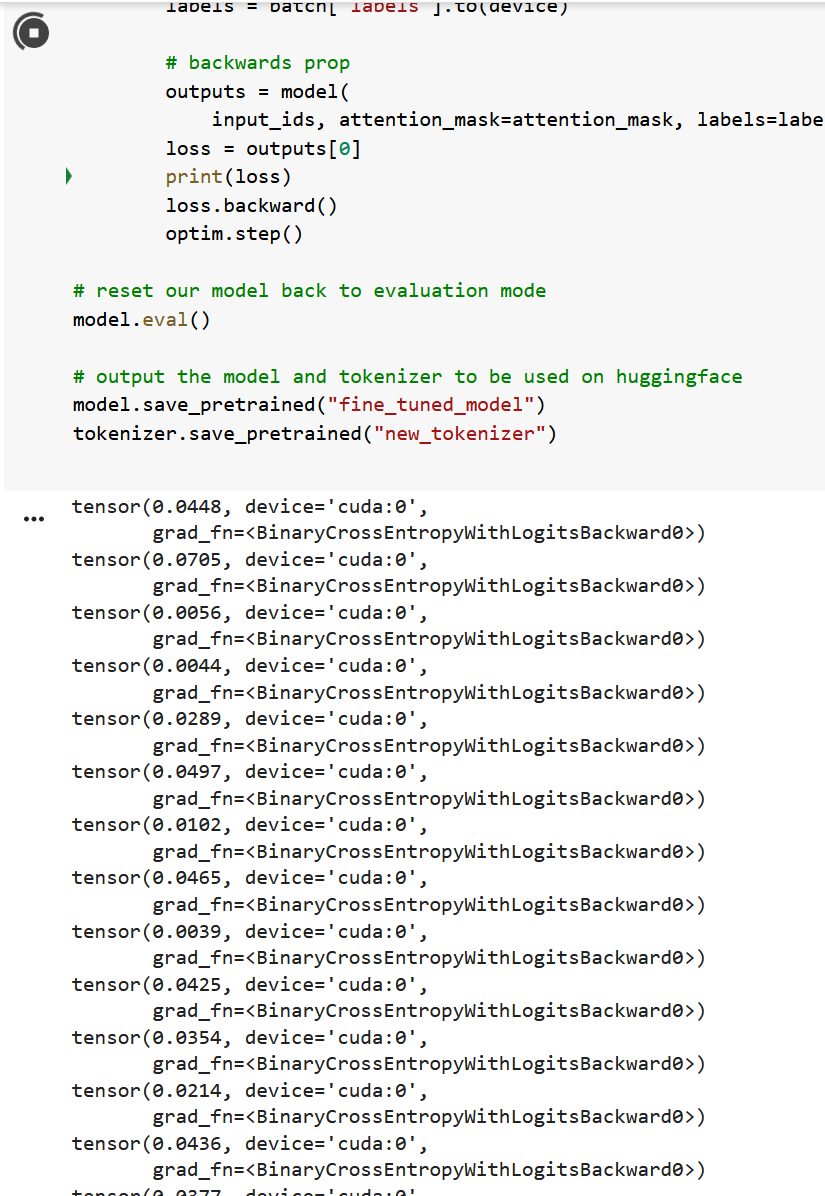 labels = batch['labels'].to(device)
# backwards prop
outputs = model(
input_ids, attention_mask=attention_mask, labels=labe
loss = outputs[0]
print(loss)
loss.backward()
optim.step()
# reset our model back to evaluation mode
model.eval()
# output the model and tokenizer to be used on huggingface
model.save_pretrained("fine_tuned_model")
tokenizer.save_pretrained("new_tokenizer")
tensor(0.0448, device='cuda:0',
grad_fn=<BinaryCrossEntropyWithLogitsBackward0>)
tensor(0.0705, device='cuda:0',
grad_fn=<BinaryCrossEntropyWithLogitsBackward0>)
tensor(0.0056, device='cuda:0',
grad_fn=<BinaryCrossEntropyWithLogitsBackward0>)
tensor(0.0044, device='cuda:0',
grad_fn=<BinaryCrossEntropyWithLogitsBackward0>)
tensor(0.0289, device='cuda:0',
grad_fn=<BinaryCrossEntropyWithLogitsBackward0>)
tensor(0.0497, device='cuda:0',
grad_fn=<BinaryCrossEntropyWithLogitsBackward0>)
tensor(0.0102, device='cuda:0',
grad_fn=<BinaryCrossEntropyWithLogitsBackward0>)
tensor(0.0465, device='cuda:0',
grad_fn=<BinaryCrossEntropyWithLogitsBackward0>)
tensor(0.0039, device='cuda:0',
grad_fn=<BinaryCrossEntropyWithLogitsBackward0>)
tensor(0.0425, device='cuda:0',
grad_fn=<BinaryCrossEntropyWithLogitsBackward0>)
tensor(0.0354, device='cuda:0',
grad_fn=<BinaryCrossEntropyWithLogitsBackward0>)
tensor(0.0214, device='cuda:0',
grad_fn=<BinaryCrossEntropyWithLogitsBackward0>)
tensor(0.0436, device='cuda:0',
grad_fn=<BinaryCrossEntropyWithLogitsBackward0>)
tensor(0.0377, device='cuda:0',